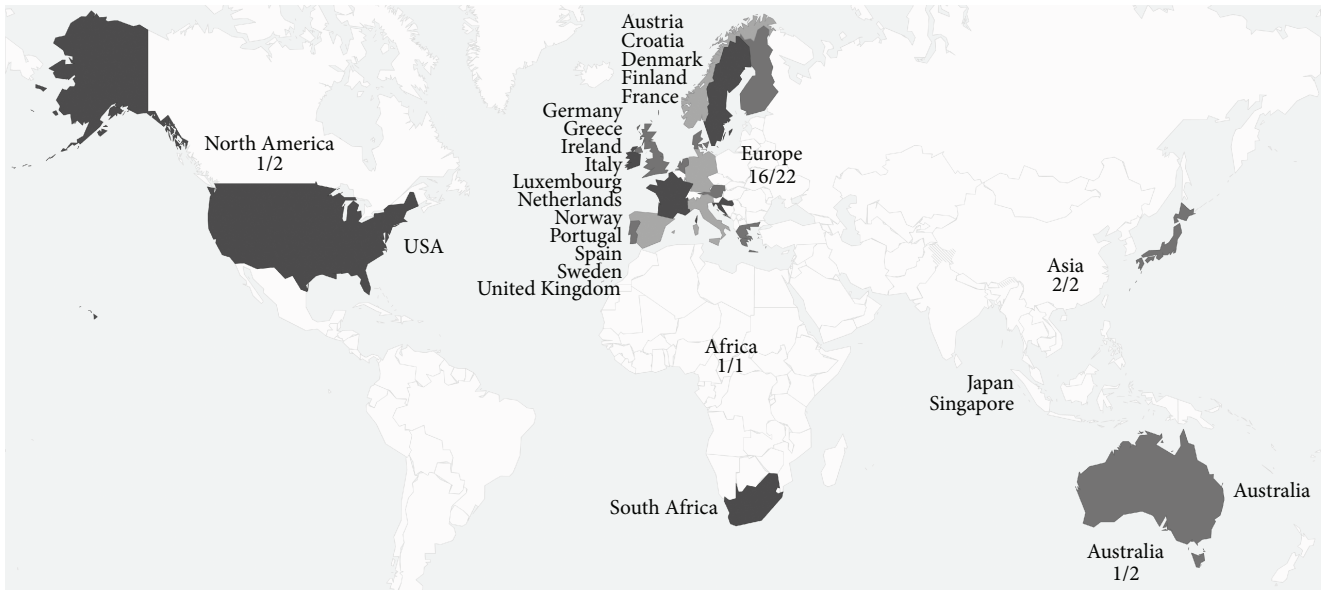 Austria
Croatia
Denmark
Finland
France
Germany
Greece
Ireland
Italy
Luxembourg
Netherlands
Norway
Portugal
Spain
Sweden
United Kingdom
North America
1/2
USA
Europe
16/22
Asia
2/2
Africa
1/1
Japan
Singapore
South Africa
Australia
Australia
1/2